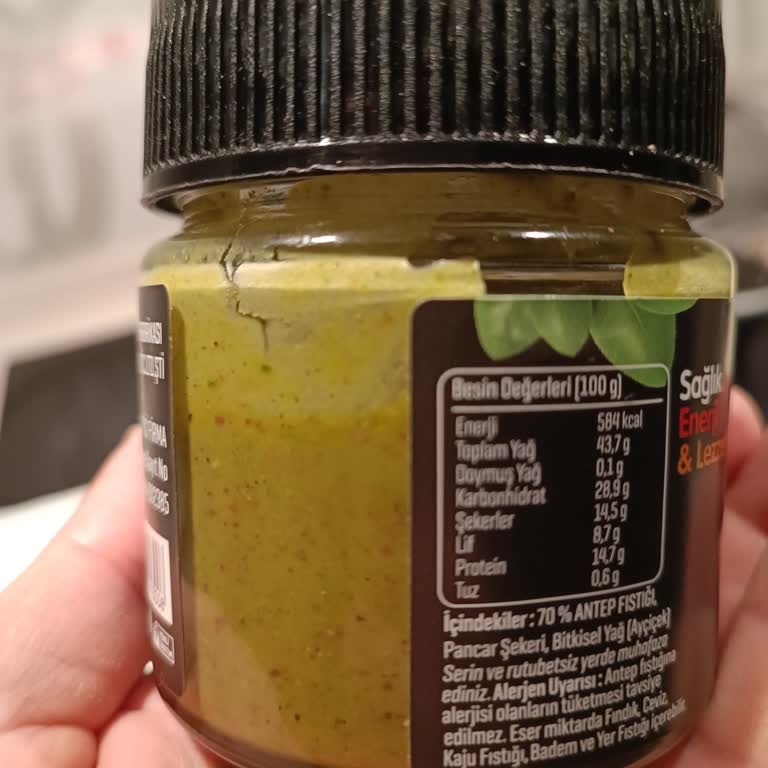 Besin Değerleri (100 g)
Enerji 584 kcal
Toplam Yağ 43,7 g
Doymuş Yağ 0,1 g
Karbonhidrat 28,9 g
Şekerler 14,5 g
Lif 8,7 g
Protein 14,7 g
Tuz 0,6 g
İçindekiler : 70 % ANTEP FISTIĞI,
Pancar Şekeri, Bitkisel Yağ (Ayçiçek)
Serin ve rutubetsiz yerde muhafaza
ediniz. Alerjen Uyarısı : Antep fıstığına
alerjisi olanların tüketmesi tavsiye
edilmez. Eser miktarda Fındık, Ceviz,
Kaju Fıstığı, Badem ve Yer Fıstığı içerebilir.
Sağlık
Enerji
&